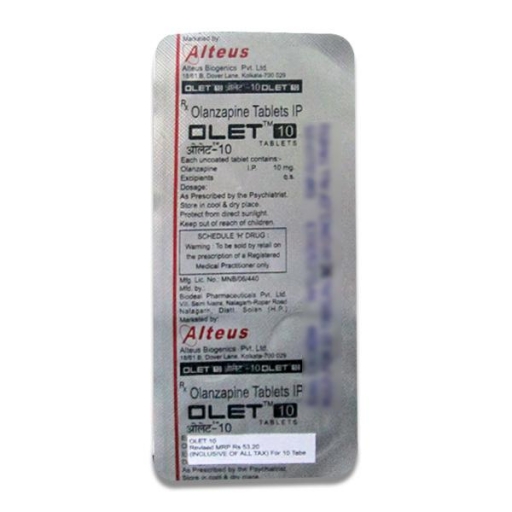 Marketed by:
Alteus
Alteus Biogenics Pvt. Ltd.
18/61 B, Dover Lane, Kolkata-700 029
OLET 10 ओलेट -10 OLET 10
Rx Olanzapine Tablets IP
OLET™ 10
TABLETS
ओलेट™-10
Each uncoated tablet contains:-
Olanzapine I.P. 10 mg.
Excipients q.s.
Dosage:
As Prescribed by the Psychiatrist.
Store in cool & dry place.
Protect from direct sunlight.
Keep out of reach of children.
SCHEDULE 'H' DRUG :
Warning : To be sold by retail on
the prescription of a Registered
Medical Practitioner only.
Mfg. Lic. No.: MNB/06/440
Mfd. by.:
Biodeal Pharmaceuticals Pvt. Ltd.
Vill. Saini Majra, Nalagarh-Ropar Road
Nalagarh, Distt. Solan (H.P.)
Marketed by:
Alteus
Alteus Biogenics Pvt. Ltd.
18/61 B, Dover Lane, Kolkata-700 029
OLET 10 ओलेट -10 OLET 10
Rx Olanzapine Tablets IP
OLET™ 10
TABLETS
ओलेट™-10
OLET 10
Revised MRP Rs 53.20
(INCLUSIVE OF ALL TAX) For 10 Tabs
As Prescribed by the Psychiatrist.
Store in cool & dry place.